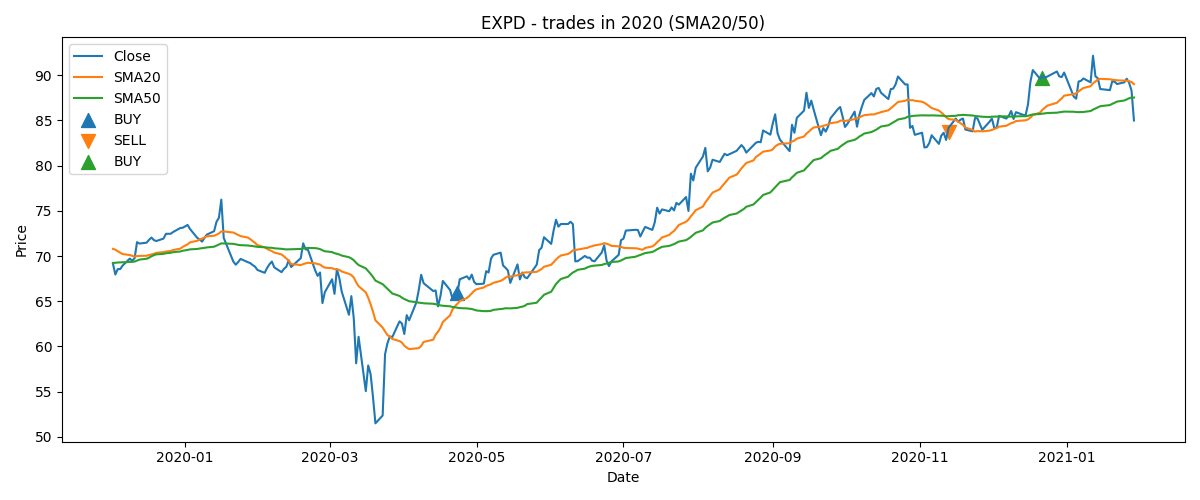 EXPD - trades in 2020 (SMA20/50)
Close
SMA20
SMA50
BUY
SELL
BUY
Price
90
85
80
75
70
65
60
55
50
2020-01
2020-03
2020-05
2020-07
2020-09
2020-11
2021-01
Date